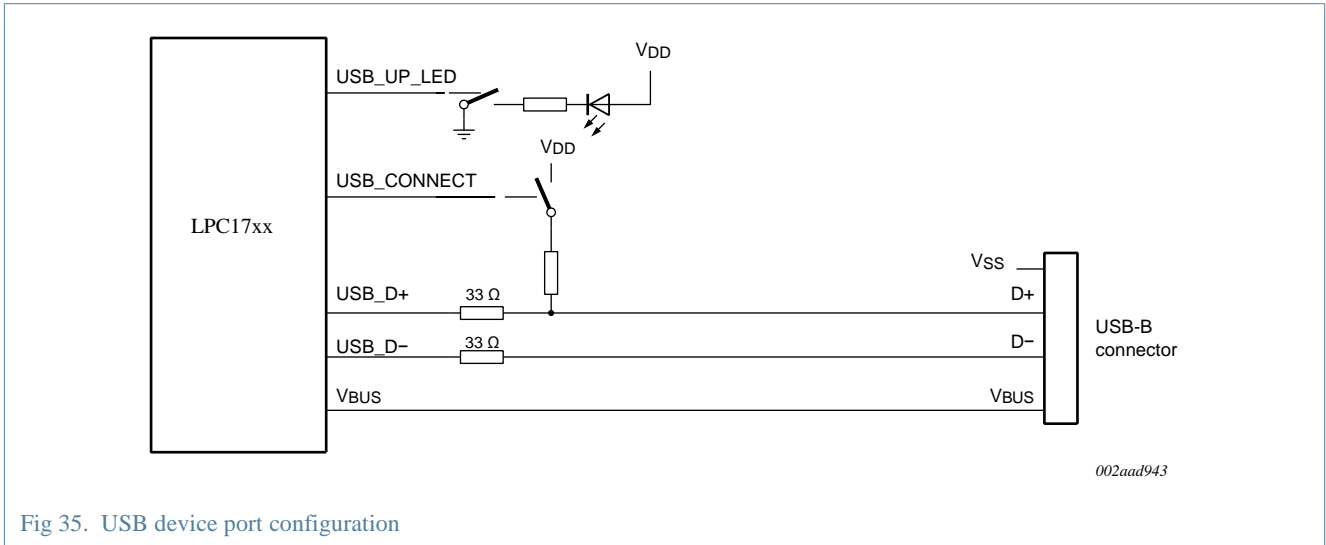 VDD
USB_UP_LED
VDD
USB_CONNECT
LPC17xx
VSS
USB_D+
33 Ω
D+
USB-B
connector
USB_D−
33 Ω
D−
VBUS
VBUS
002aad943
Fig 35. USB device port configuration